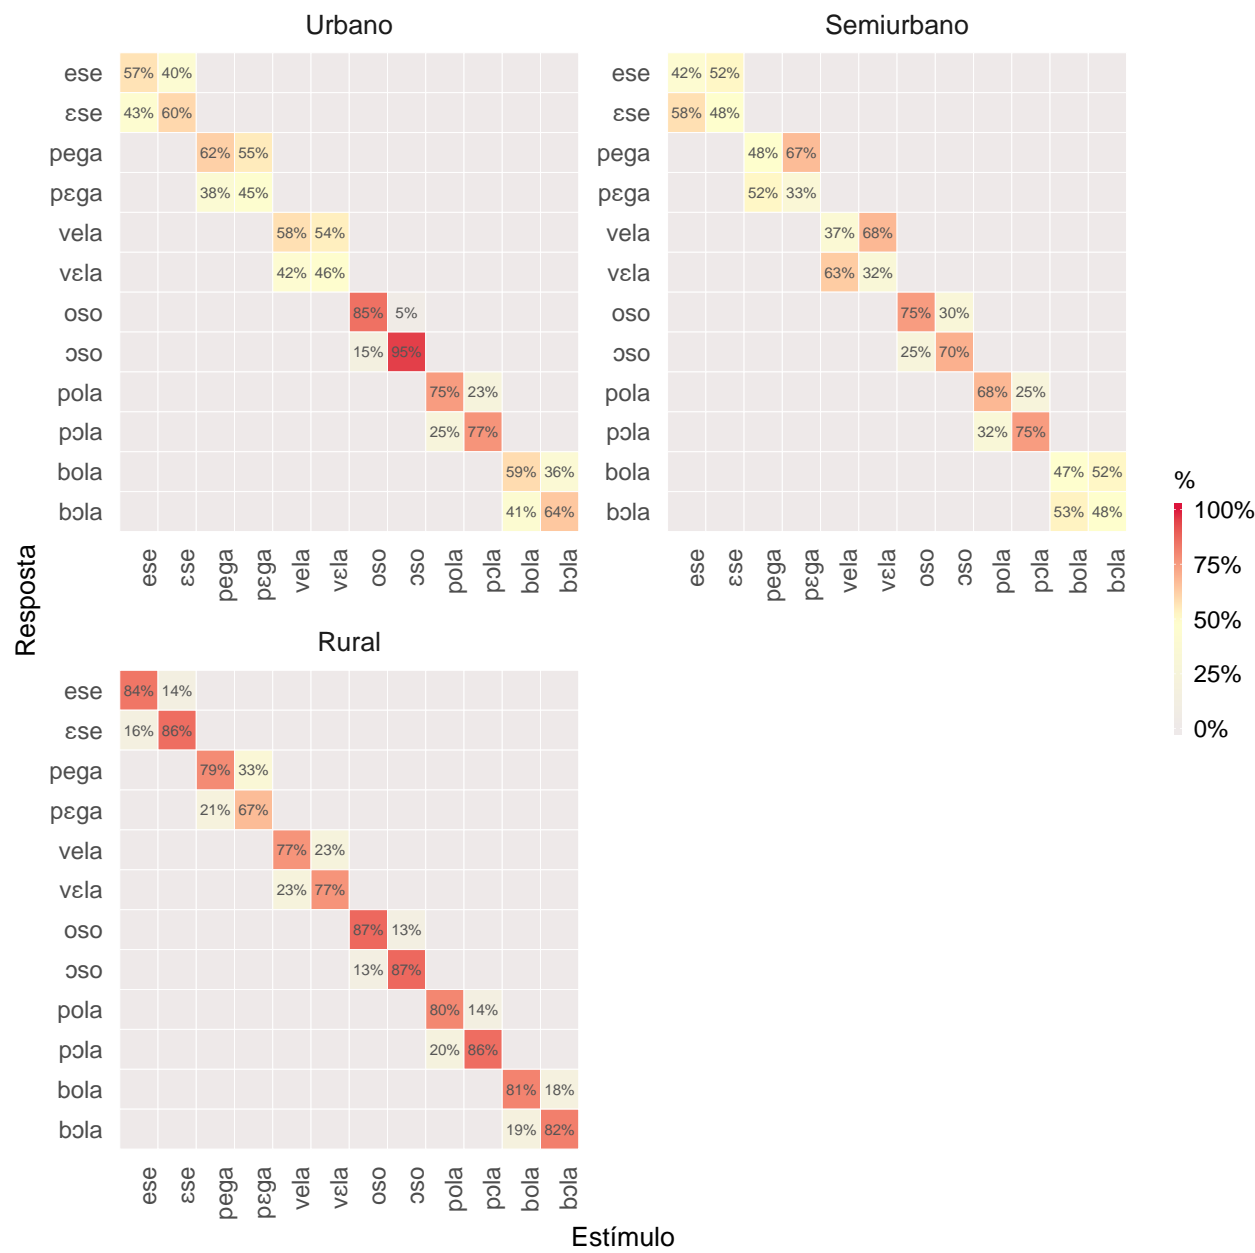 Urbano
Semiurbano
ese 57% 40%
ɛse 43% 60%
pega 62% 55%
pɛga 38% 45%
vela 58% 54%
vɛla 42% 46%
oso 85% 5%
ɔso 15% 95%
pola 75% 23%
pɔla 25% 77%
bola 59% 36%
bɔla 41% 64%
ese ɛse pega pɛga vela vɛla oso ɔso pola pɔla bola bɔla
ese 42% 52%
ɛse 58% 48%
pega 48% 67%
pɛga 52% 33%
vela 37% 68%
vɛla 63% 32%
oso 75% 30%
ɔso 25% 70%
pola 68% 25%
pɔla 32% 75%
bola 47% 52%
bɔla 53% 48%
ese ɛse pega pɛga vela vɛla oso ɔso pola pɔla bola bɔla
%
100%
75%
50%
25%
0%
Resposta
Rural
ese 84% 14%
ɛse 16% 86%
pega 79% 33%
pɛga 21% 67%
vela 77% 23%
vɛla 23% 77%
oso 87% 13%
ɔso 13% 87%
pola 80% 14%
pɔla 20% 86%
bola 81% 18%
bɔla 19% 82%
ese ɛse pega pɛga vela vɛla oso ɔso pola pɔla bola bɔla
Estímulo